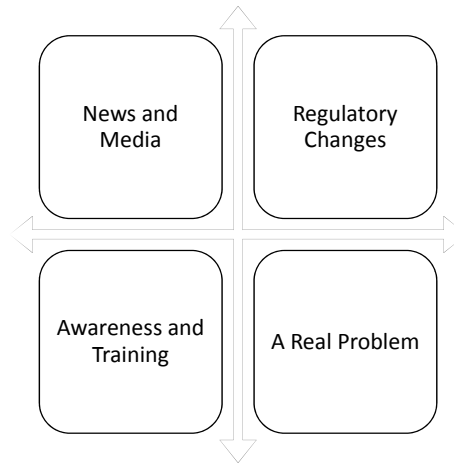 News and
Media
Regulatory
Changes
Awareness and
Training
A Real Problem